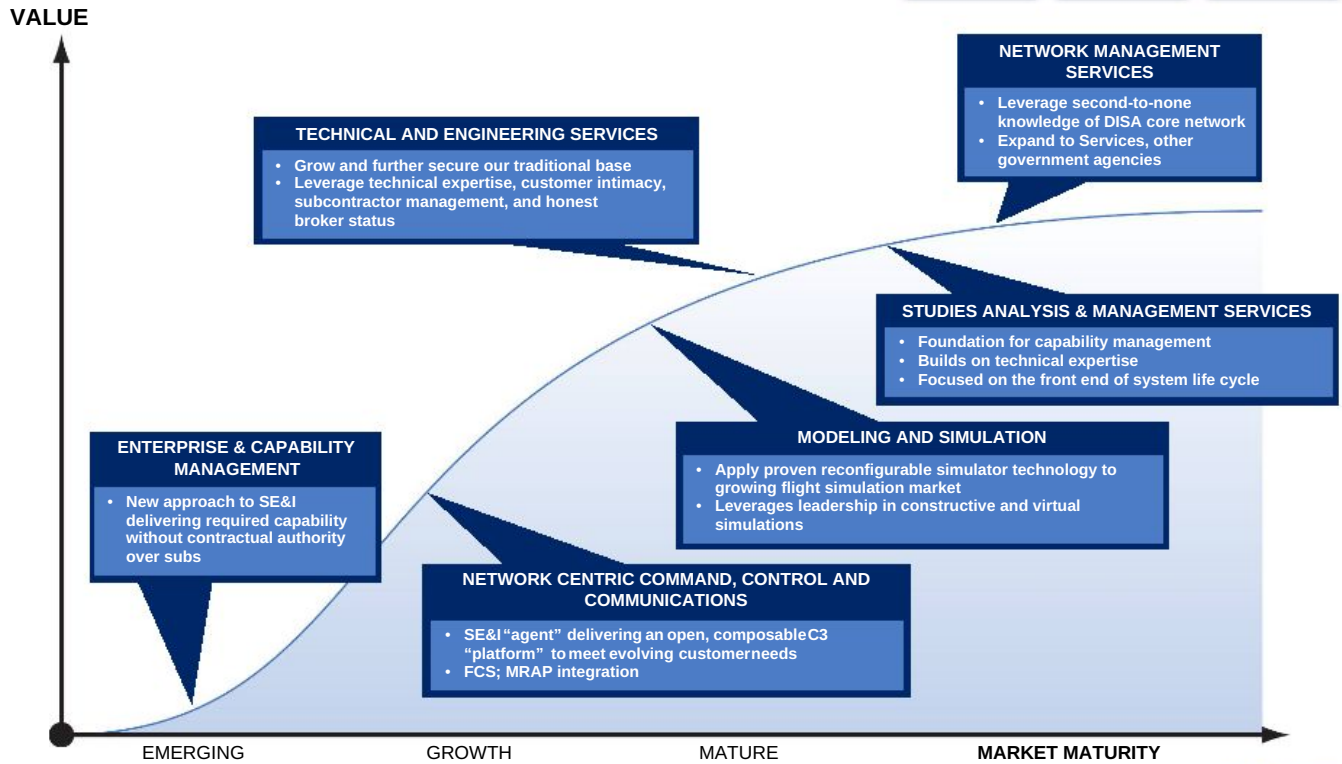 VALUE
NETWORK MANAGEMENT
SERVICES
• Leverage second-to-none
knowledge of DISA core network
• Expand to Services, other
government agencies
TECHNICAL AND ENGINEERING SERVICES
• Grow and further secure our traditional base
• Leverage technical expertise, customer intimacy,
subcontractor management, and honest
broker status
STUDIES ANALYSIS & MANAGEMENT SERVICES
• Foundation for capability management
• Builds on technical expertise
• Focused on the front end of system life cycle
MODELING AND SIMULATION
• Apply proven reconfigurable simulator technology to
growing flight simulation market
• Leverages leadership in constructive and virtual
simulations
ENTERPRISE & CAPABILITY
MANAGEMENT
• New approach to SE&I
delivering required capability
without contractual authority
over subs
NETWORK CENTRIC COMMAND, CONTROL AND
COMMUNICATIONS
• SE&I “agent” delivering an open, composable C3
“platform” to meet evolving customer needs
• FCS; MRAP integration
EMERGING
GROWTH
MATURE
MARKET MATURITY